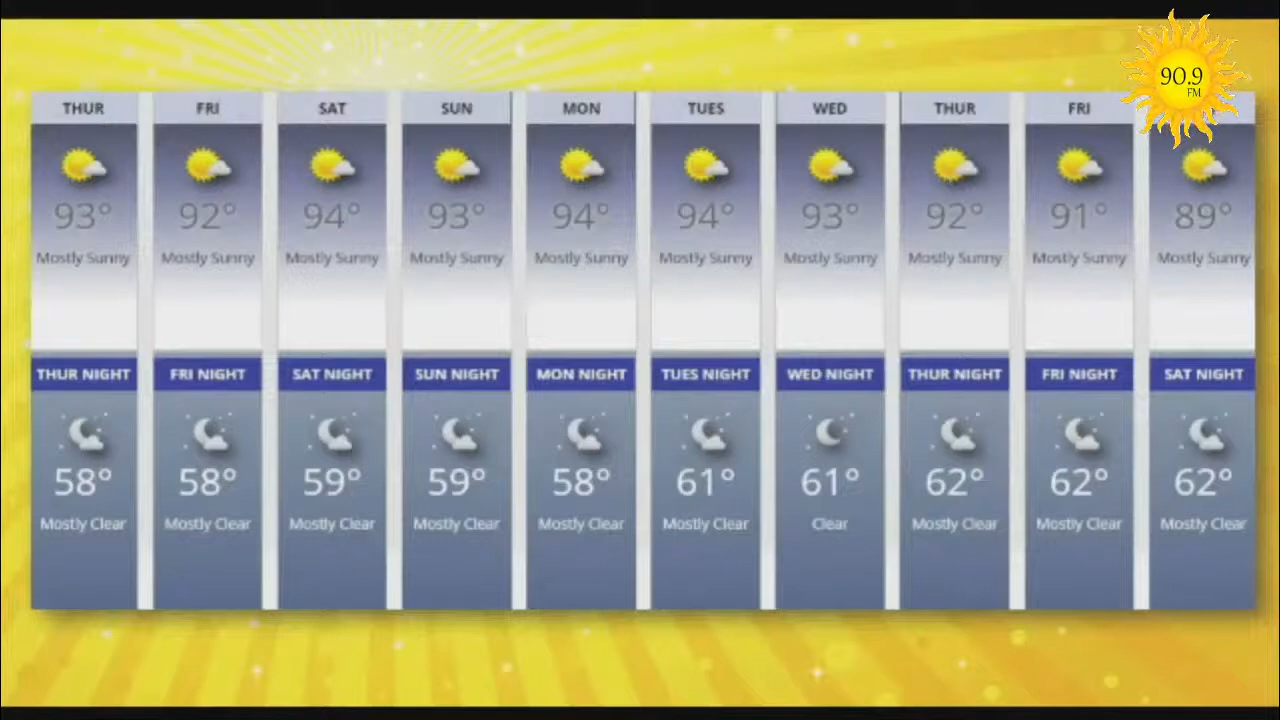 90.9
FM
THUR FRI SAT SUN MON TUES WED THUR FRI
93° 92° 94° 93° 94° 94° 93° 92° 91° 89°
Mostly Sunny Mostly Sunny Mostly Sunny Mostly Sunny Mostly Sunny Mostly Sunny Mostly Sunny Mostly Sunny Mostly Sunny Mostly Sunny
THUR NIGHT FRI NIGHT SAT NIGHT SUN NIGHT MON NIGHT TUES NIGHT WED NIGHT THUR NIGHT FRI NIGHT SAT NIGHT
58° 58° 59° 59° 58° 61° 61° 62° 62° 62°
Mostly Clear Mostly Clear Mostly Clear Mostly Clear Mostly Clear Mostly Clear Clear Mostly Clear Mostly Clear Mostly Clear